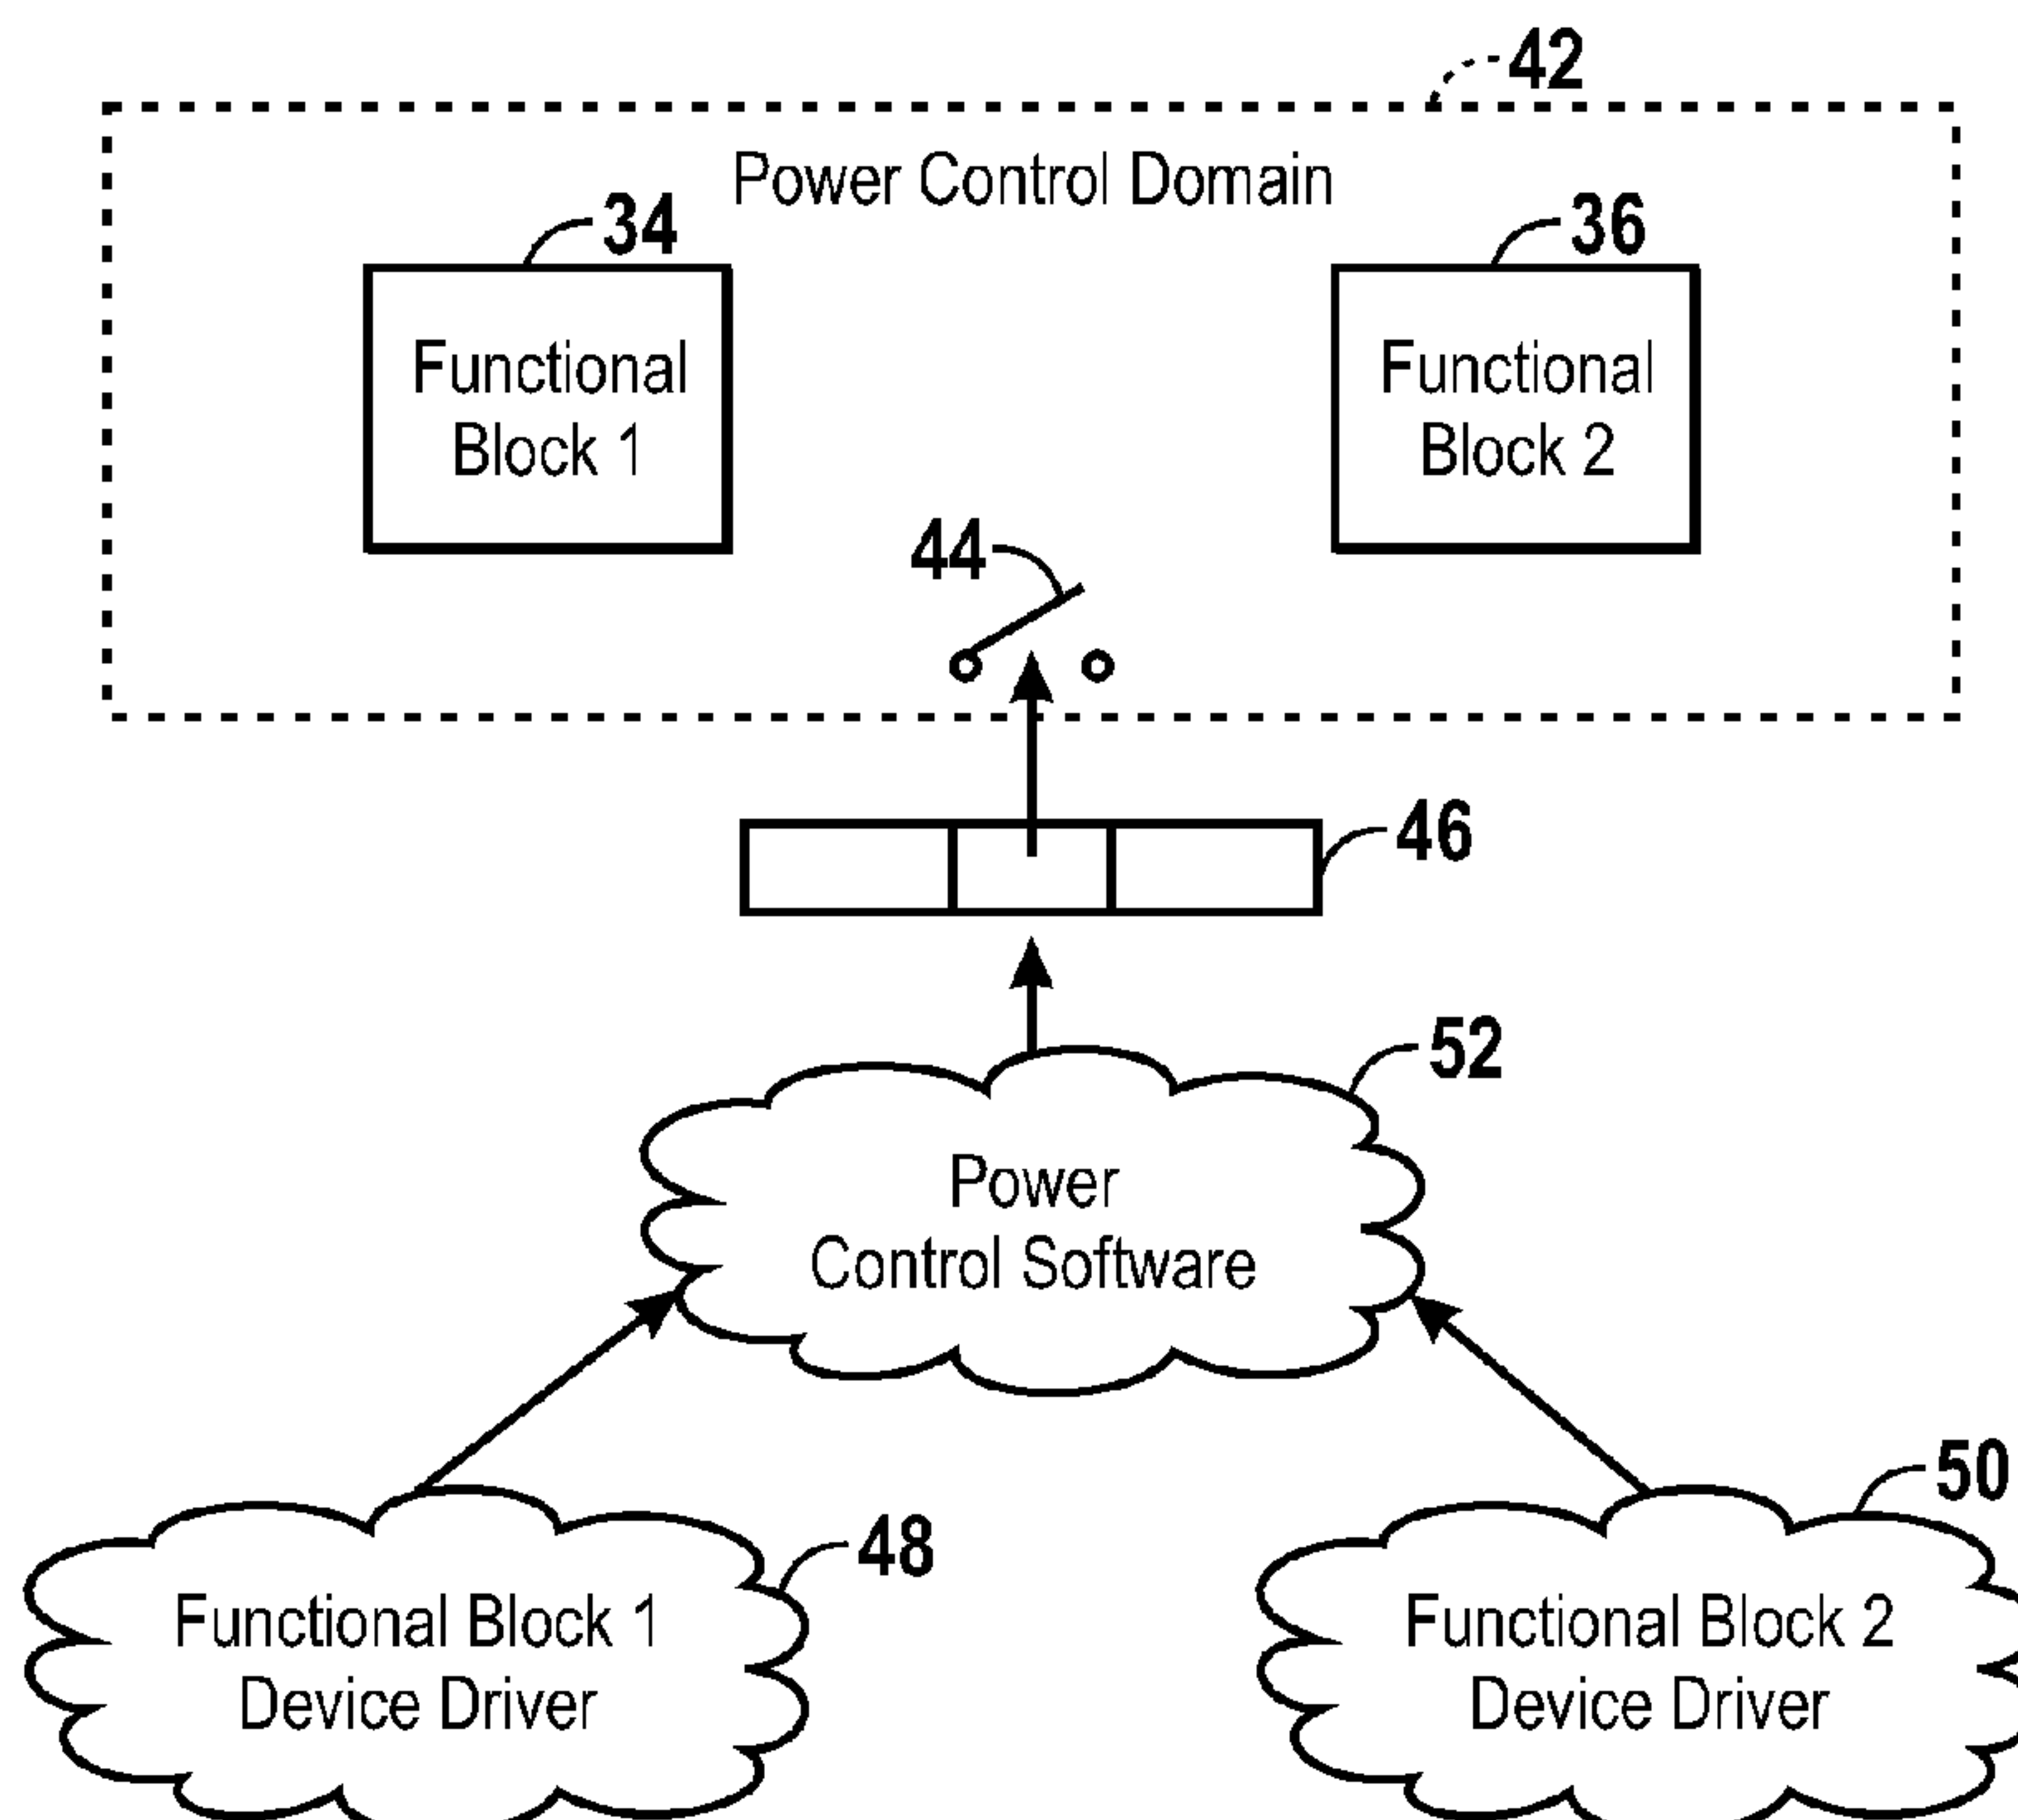 42
Power Control Domain
34
36
Functional
Block 1
Functional
Block 2
44
46
52
Power
Control Software
50
48
Functional Block 1
Device Driver
Functional Block 2
Device Driver